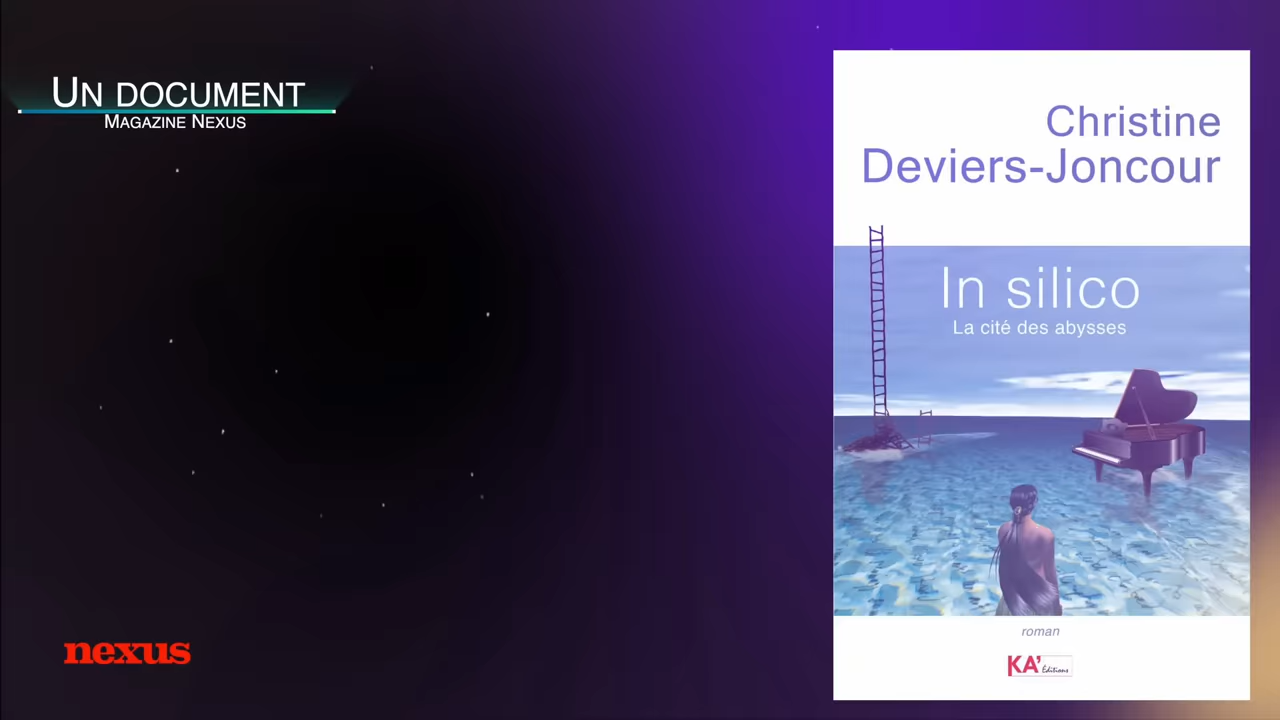 UN DOCUMENT
MAGAZINE NEXUS
nexus
Christine
Deviers-Joncour
In silico
La cité des abysses
roman
KA' Éditions